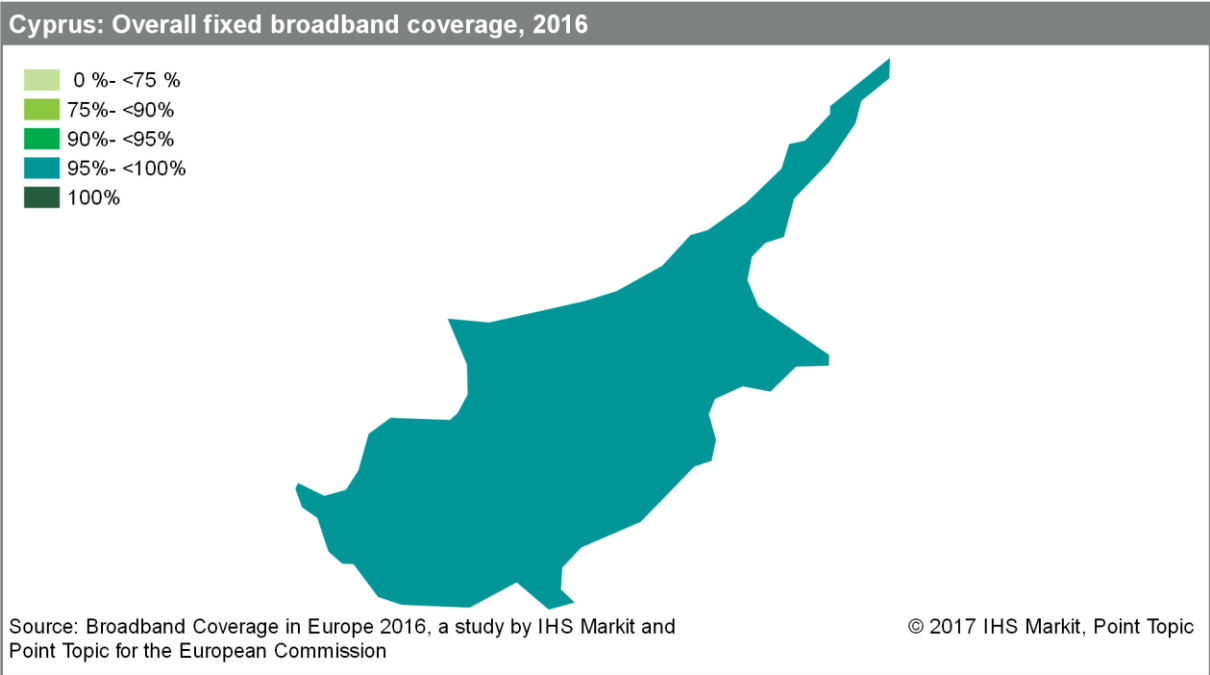 Cyprus: Overall fixed broadband coverage, 2016
0 %- <75 %
75%- <90%
90%- <95%
95%- <100%
100%
Source: Broadband Coverage in Europe 2016, a study by IHS Markit and
Point Topic for the European Commission
© 2017 IHS Markit, Point Topic